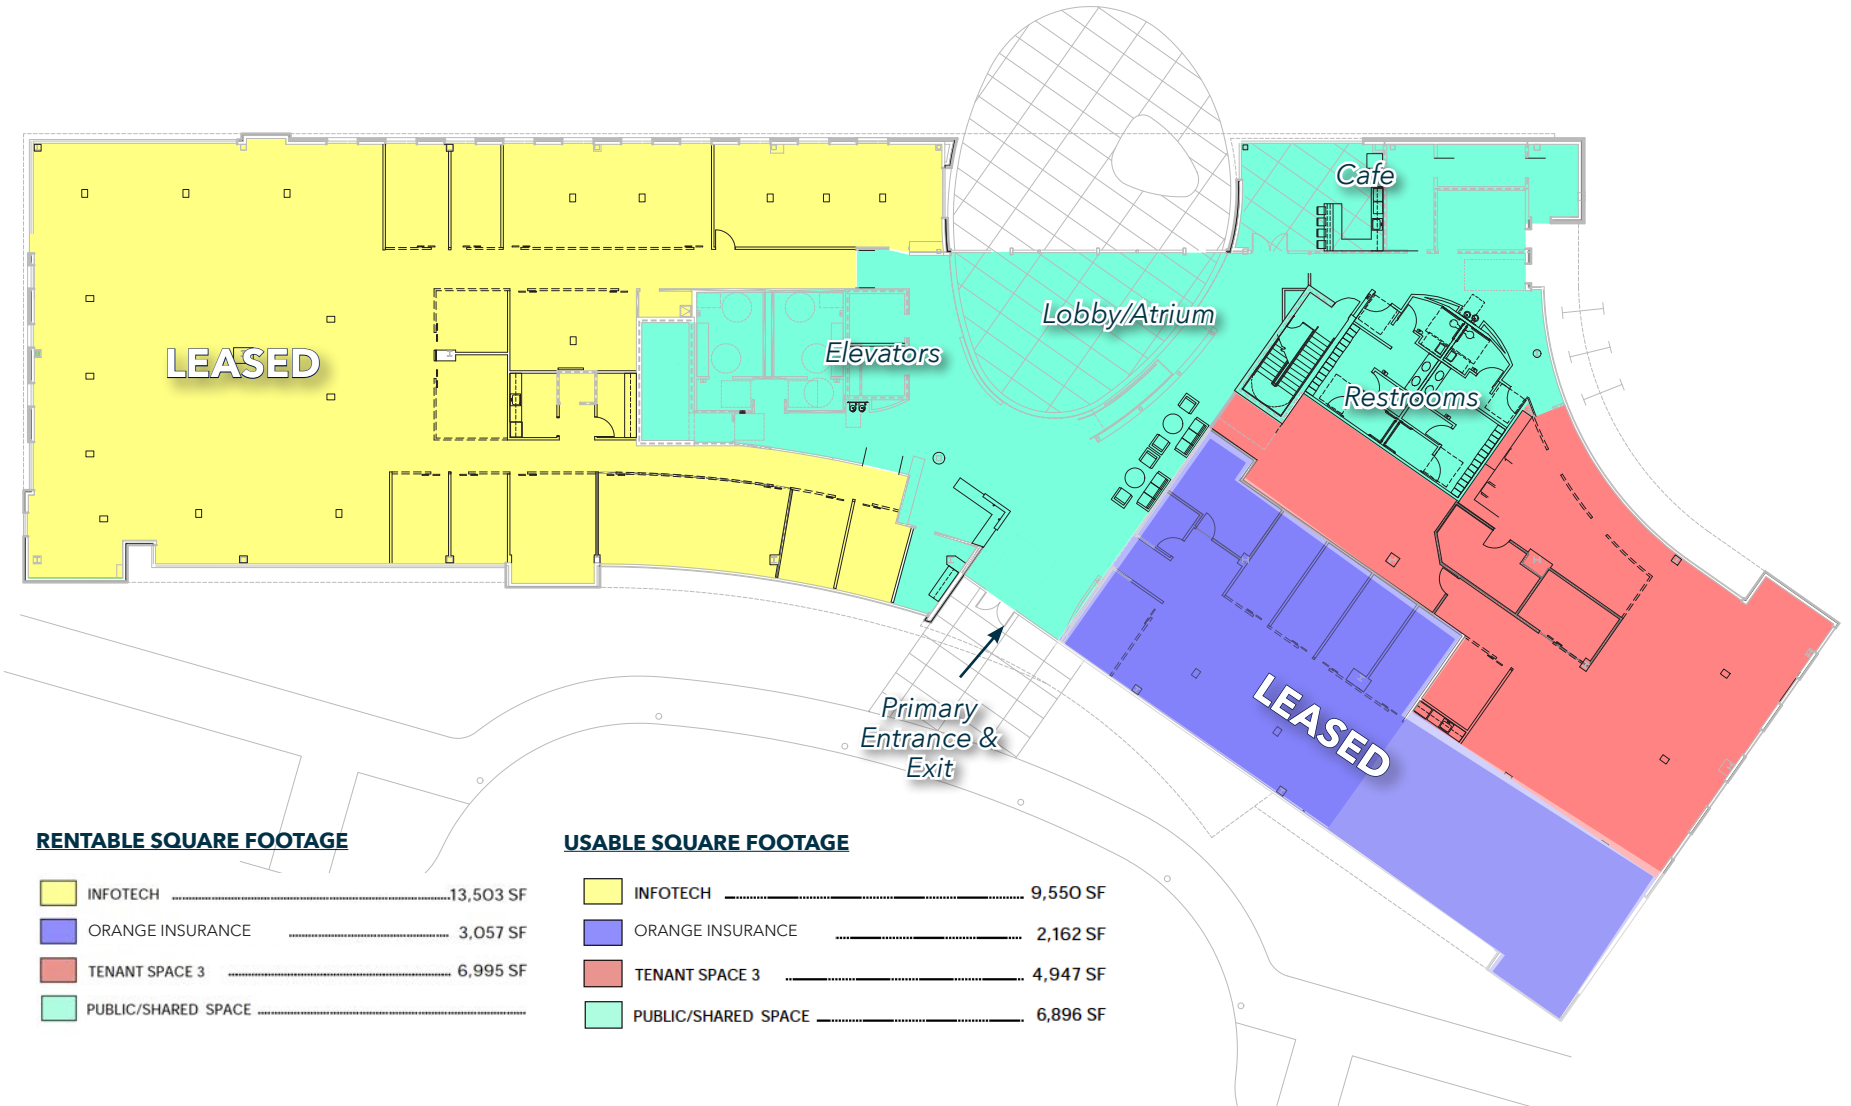 Cafe
Lobby/Atrium
Elevators
LEASED
Restrooms
LEASED
Primary
Entrance &
Exit
RENTABLE SQUARE FOOTAGE
INFOTECH 13,503 SF
ORANGE INSURANCE 3,057 SF
TENANT SPACE 3 6,995 SF
PUBLIC/SHARED SPACE
USABLE SQUARE FOOTAGE
INFOTECH 9,550 SF
ORANGE INSURANCE 2,162 SF
TENANT SPACE 3 4,947 SF
PUBLIC/SHARED SPACE 6,896 SF